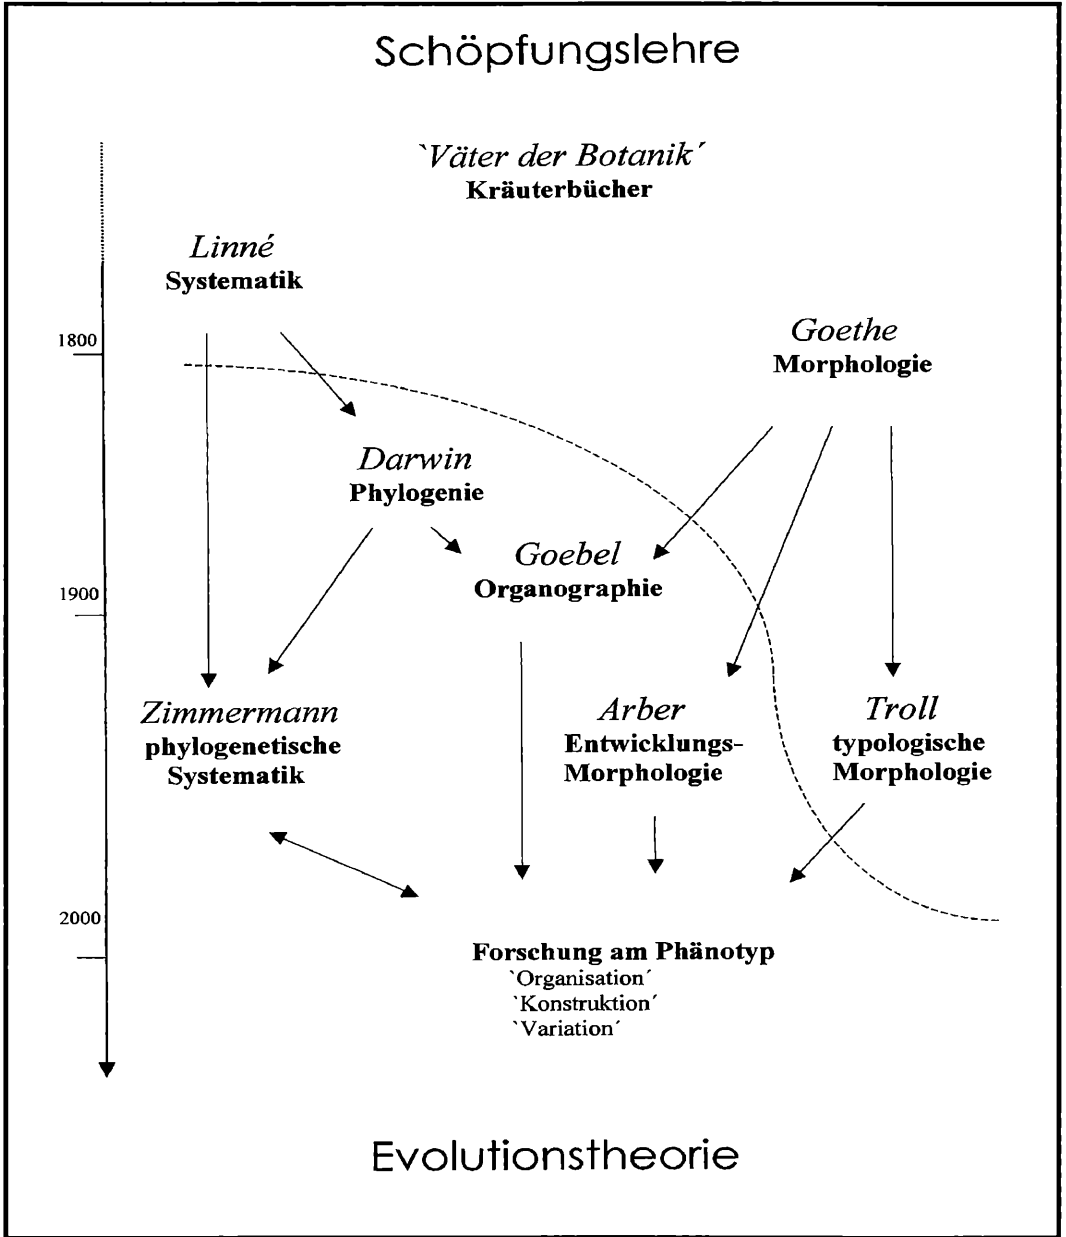 Schöpfungslehre
`Väter der Botanik´
Kräuterbücher
Linné
Systematik
1800
Goethe
Morphologie
Darwin
Phylogenie
Goebel
Organographie
1900
Zimmermann
phylogenetische
Systematik
Arber
Entwicklungs-
Morphologie
Troll
typologische
Morphologie
2000
Forschung am Phänotyp
`Organisation´
`Konstruktion´
`Variation´
Evolutionstheorie